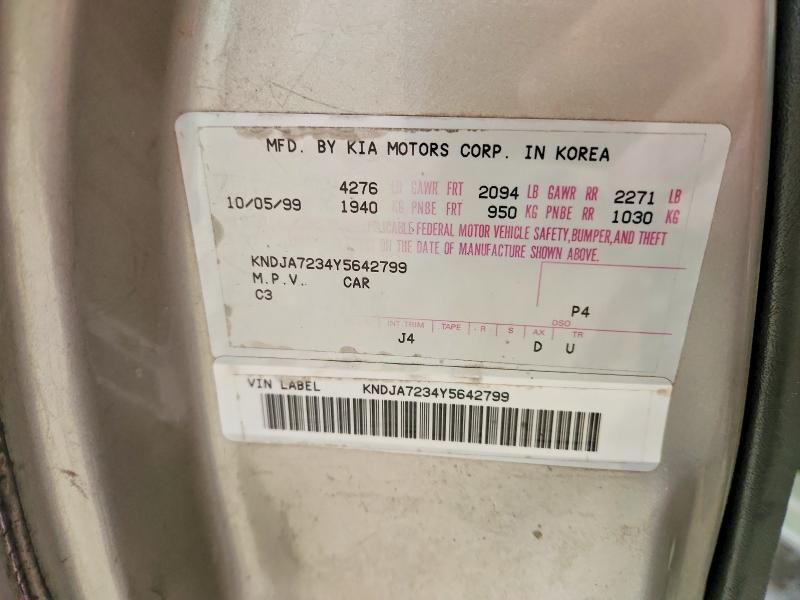 MFD. BY KIA MOTORS CORP. IN KOREA
4276 LB GAWR FRT 2094 LB GAWR RR 2271 LB
10/05/99 1940 KG PNBE FRT 950 KG PNBE RR 1030 KG
FEDERAL MOTOR VEHICLE SAFETY, BUMPER, AND THEFT
ON THE DATE OF MANUFACTURE SHOWN ABOVE.
KNDJA7234Y5642799
M.P.V. CAR
C3
P4
DSO
INT. TRIM TAPE R S AX TR
J4 D U
VIN LABEL KNDJA7234Y5642799